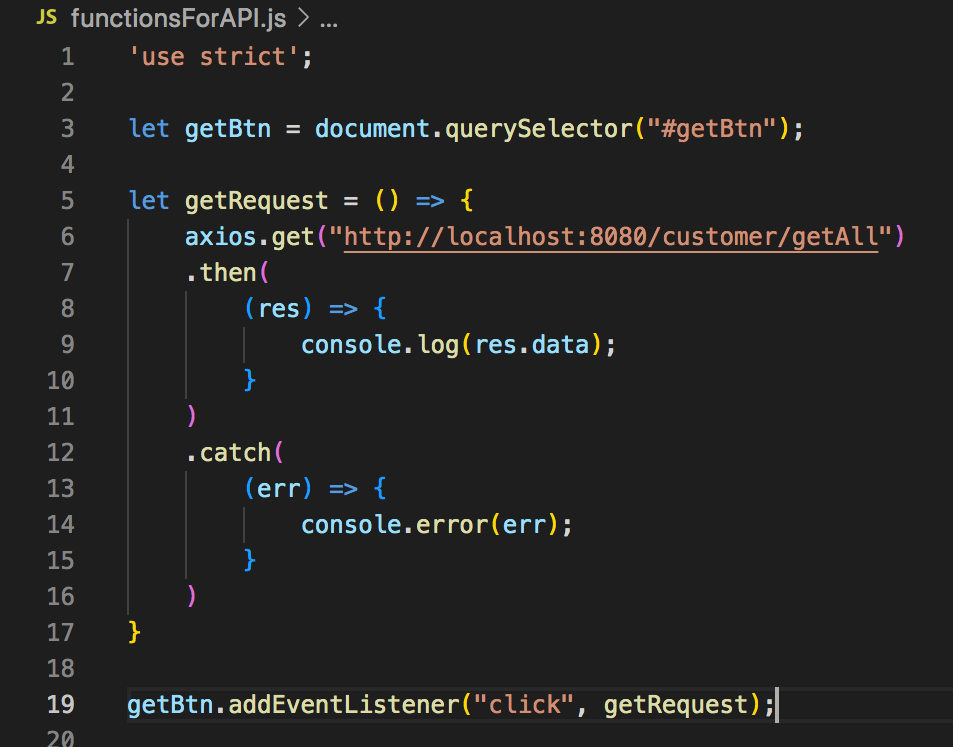 JS functionsForAPI.js > ...
1 'use strict';
2
3 let getBtn = document.querySelector("#getBtn");
4
5 let getRequest = () => {
6     axios.get("http://localhost:8080/customer/getAll")
7     .then(
8         (res) => {
9             console.log(res.data);
10         }
11     )
12     .catch(
13         (err) => {
14             console.error(err);
15         }
16     )
17 }
18
19 getBtn.addEventListener("click", getRequest);
20